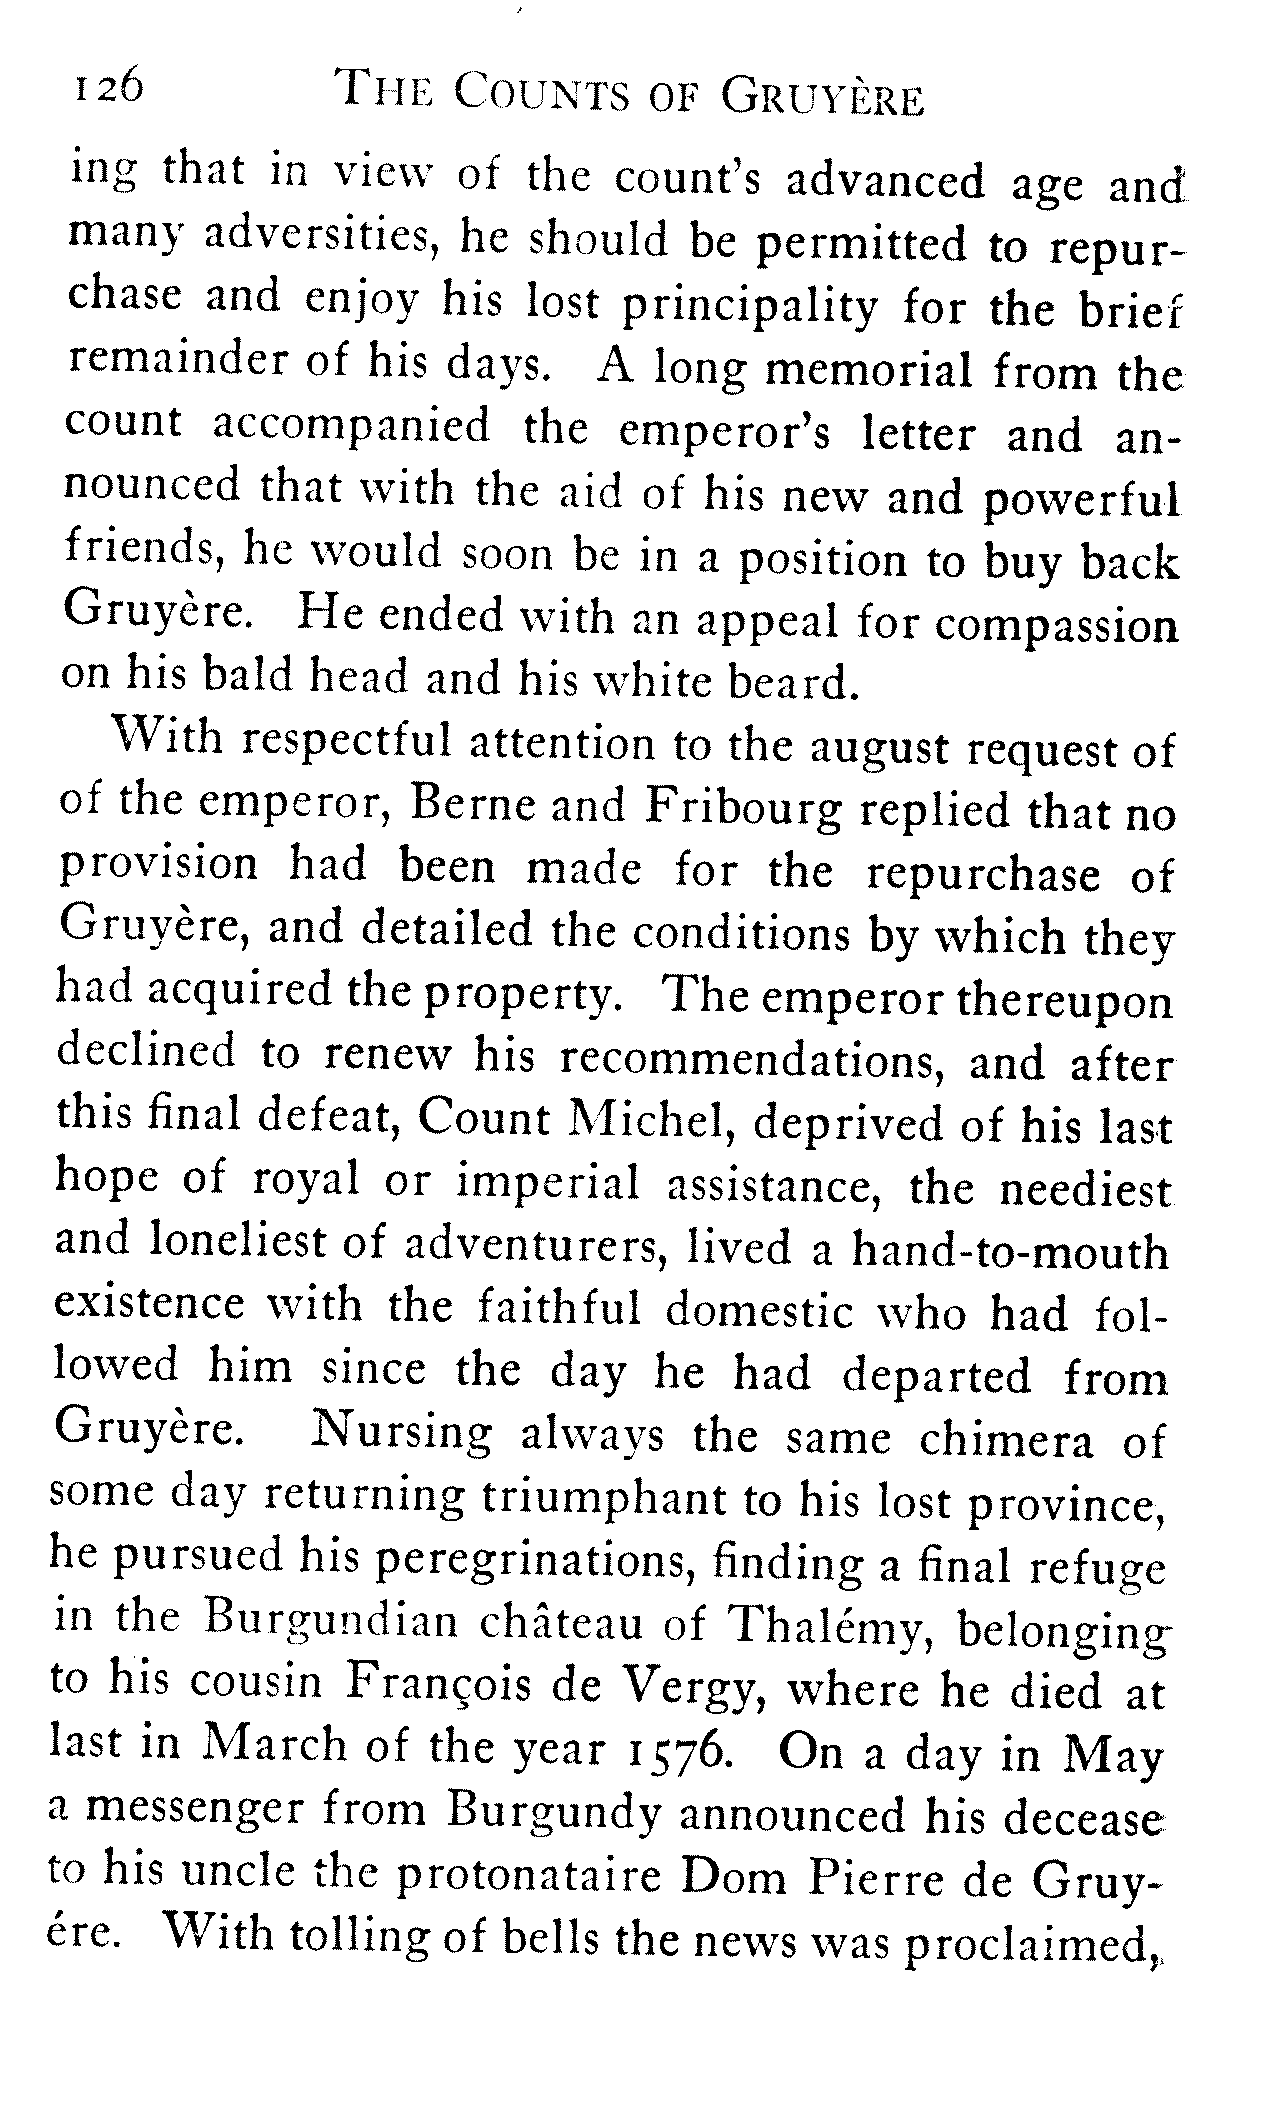 126 THE COUNTS OF GRUYÈRE
ing that in view of the count's advanced age and
many adversities, he should be permitted to repur-
chase and enjoy his lost principality for the brief
remainder of his days. A long memorial from the
count accompanied the emperor's letter and an-
nounced that with the aid of his new and powerful
friends, he would soon be in a position to buy back
Gruyère. He ended with an appeal for compassion
on his bald head and his white beard.
With respectful attention to the august request of
of the emperor, Berne and Fribourg replied that no
provision had been made for the repurchase of
Gruyère, and detailed the conditions by which they
had acquired the property. The emperor thereupon
declined to renew his recommendations, and after
this final defeat, Count Michel, deprived of his last
hope of royal or imperial assistance, the neediest
and loneliest of adventurers, lived a hand-to-mouth
existence with the faithful domestic who had fol-
lowed him since the day he had departed from
Gruyère. Nursing always the same chimera of
some day returning triumphant to his lost province,
he pursued his peregrinations, finding a final refuge
in the Burgundian château of Thalémy, belonging
to his cousin François de Vergy, where he died at
last in March of the year 1576. On a day in May
a messenger from Burgundy announced his decease
to his uncle the protonataire Dom Pierre de Gruy-
ére. With tolling of bells the news was proclaimed,